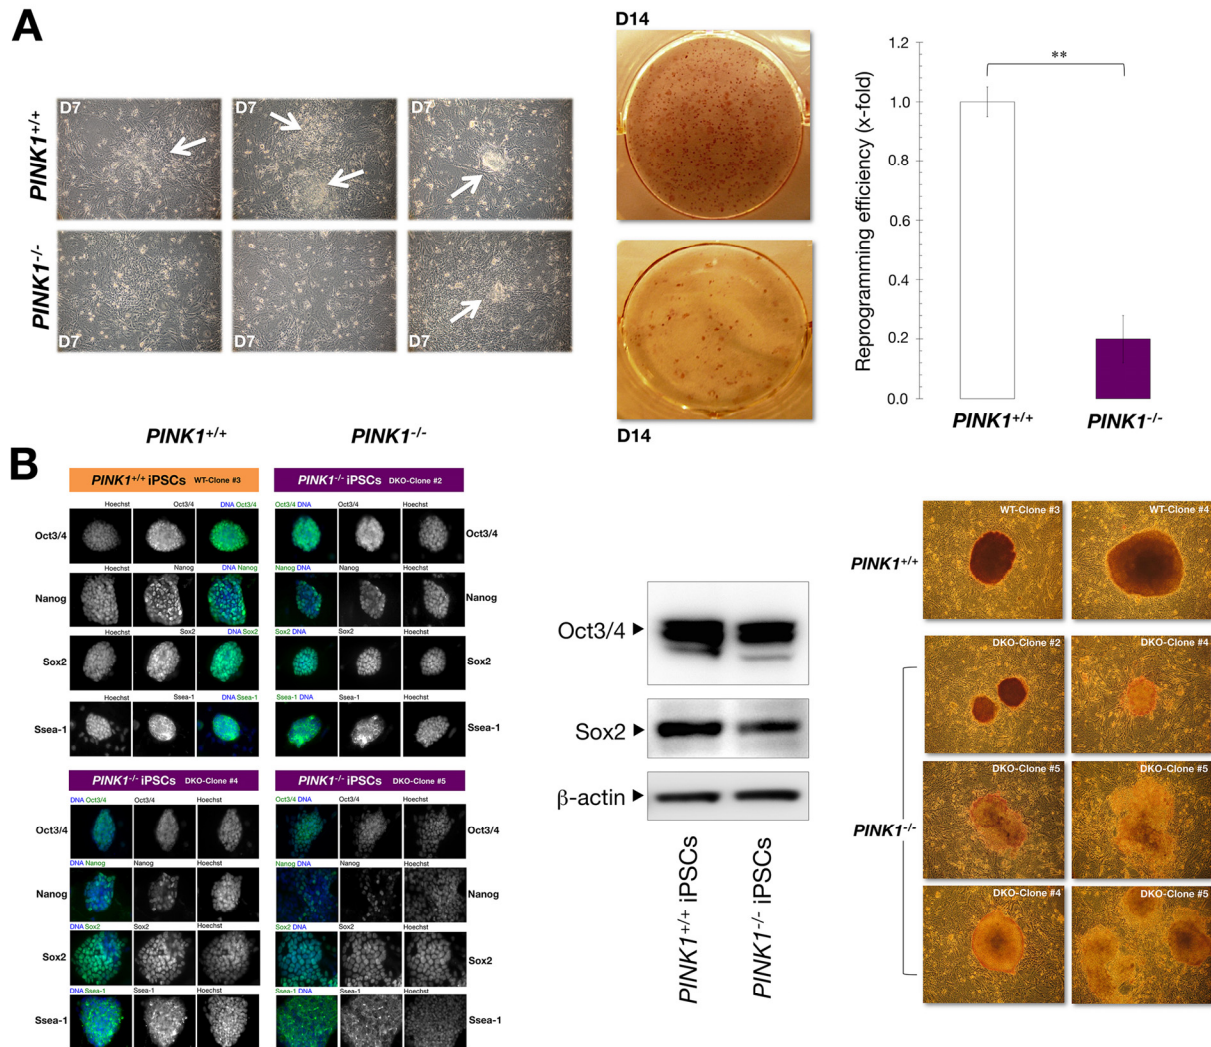 A
D14
D7
D7
D7
PINK1+/+
D7
D7
D7
PINK1-/-
D14
Reprogramming efficiency (x-fold)
1.2
1.0
0.8
0.6
0.4
0.2
0.0
**
PINK1+/+
PINK1-/-
PINK1+/+
PINK1-/-
B
PINK1+/+ iPSCs WT-Clone #3
Hoechst
Oct3/4
DNA Oct3/4
Oct3/4
Hoechst
Nanog
DNA Nanog
Nanog
Hoechst
Sox2
DNA Sox2
Sox2
Hoechst
Ssea-1
DNA Ssea-1
Ssea-1
PINK1-/- iPSCs DKO-Clone #2
Oct3/4 DNA
Oct3/4
Hoechst
Oct3/4
Nanog DNA
Nanog
Hoechst
Nanog
Sox2 DNA
Sox2
Hoechst
Sox2
Ssea-1 DNA
Ssea-1
Hoechst
Ssea-1
PINK1-/- iPSCs DKO-Clone #4
DNA Oct3/4
Oct3/4
Hoechst
Oct3/4
DNA Nanog
Nanog
Hoechst
Nanog
DNA Sox2
Sox2
Hoechst
Sox2
DNA Ssea-1
Ssea-1
Hoechst
Ssea-1
PINK1-/- iPSCs DKO-Clone #5
Oct3/4 DNA
Oct3/4
Hoechst
Oct3/4
Nanog DNA
Nanog
Hoechst
Nanog
Sox2 DNA
Sox2
Hoechst
Sox2
Ssea-1 DNA
Ssea-1
Hoechst
Ssea-1
Oct3/4
Sox2
β-actin
PINK1+/+ iPSCs
PINK1-/- iPSCs
PINK1+/+
WT-Clone #3
WT-Clone #4
PINK1-/-
DKO-Clone #2
DKO-Clone #4
DKO-Clone #5
DKO-Clone #5
DKO-Clone #4
DKO-Clone #5